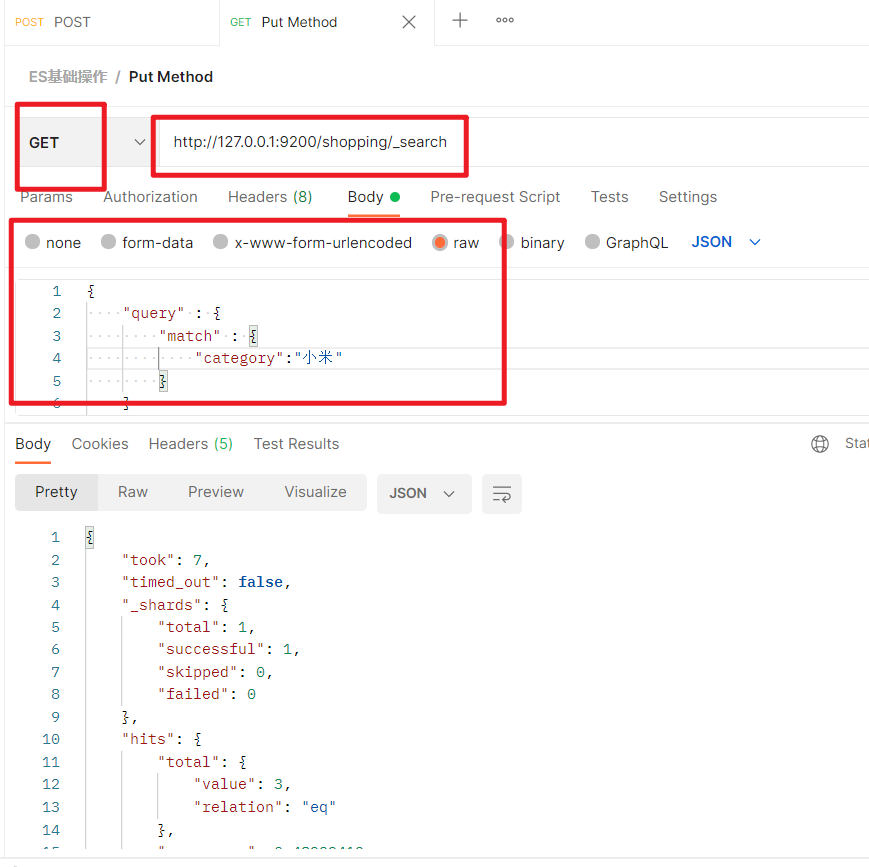 POST POST GET Put Method
ES基础操作 / Put Method
GET http://127.0.0.1:9200/shopping/_search
Params Authorization Headers (8) Body Pre-request Script Tests Settings
none form-data x-www-form-urlencoded raw binary GraphQL JSON
1 {
2 "query" : {
3 "match" : {
4 "category":"小米"
5 }
6 }
Body Cookies Headers (5) Test Results
Pretty Raw Preview Visualize JSON
1 {
2 "took": 7,
3 "timed_out": false,
4 "_shards": {
5 "total": 1,
6 "successful": 1,
7 "skipped": 0,
8 "failed": 0
9 },
10 "hits": {
11 "total": {
12 "value": 3,
13 "relation": "eq"
14 },
15